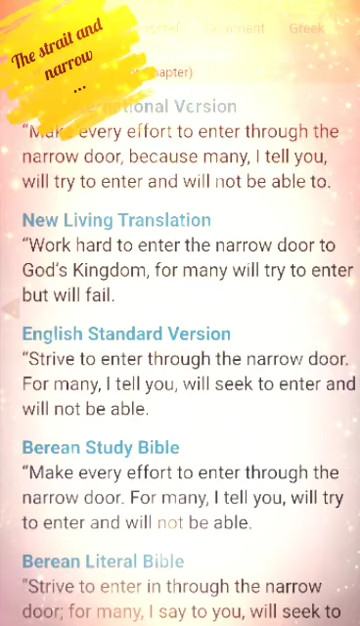 The strait and
narrow
...
Comment
Greek
chapter)
national Version
“Make every effort to enter through the
narrow door, because many, I tell you,
will try to enter and will not be able to.
New Living Translation
“Work hard to enter the narrow door to
God’s Kingdom, for many will try to enter
but will fail.
English Standard Version
“Strive to enter through the narrow door.
For many, I tell you, will seek to enter and
will not be able.
Berean Study Bible
“Make every effort to enter through the
narrow door. For many, I tell you, will try
to enter and will not be able.
Berean Literal Bible
"Strive to enter in through the narrow
door; for many, I say to you, will seek to